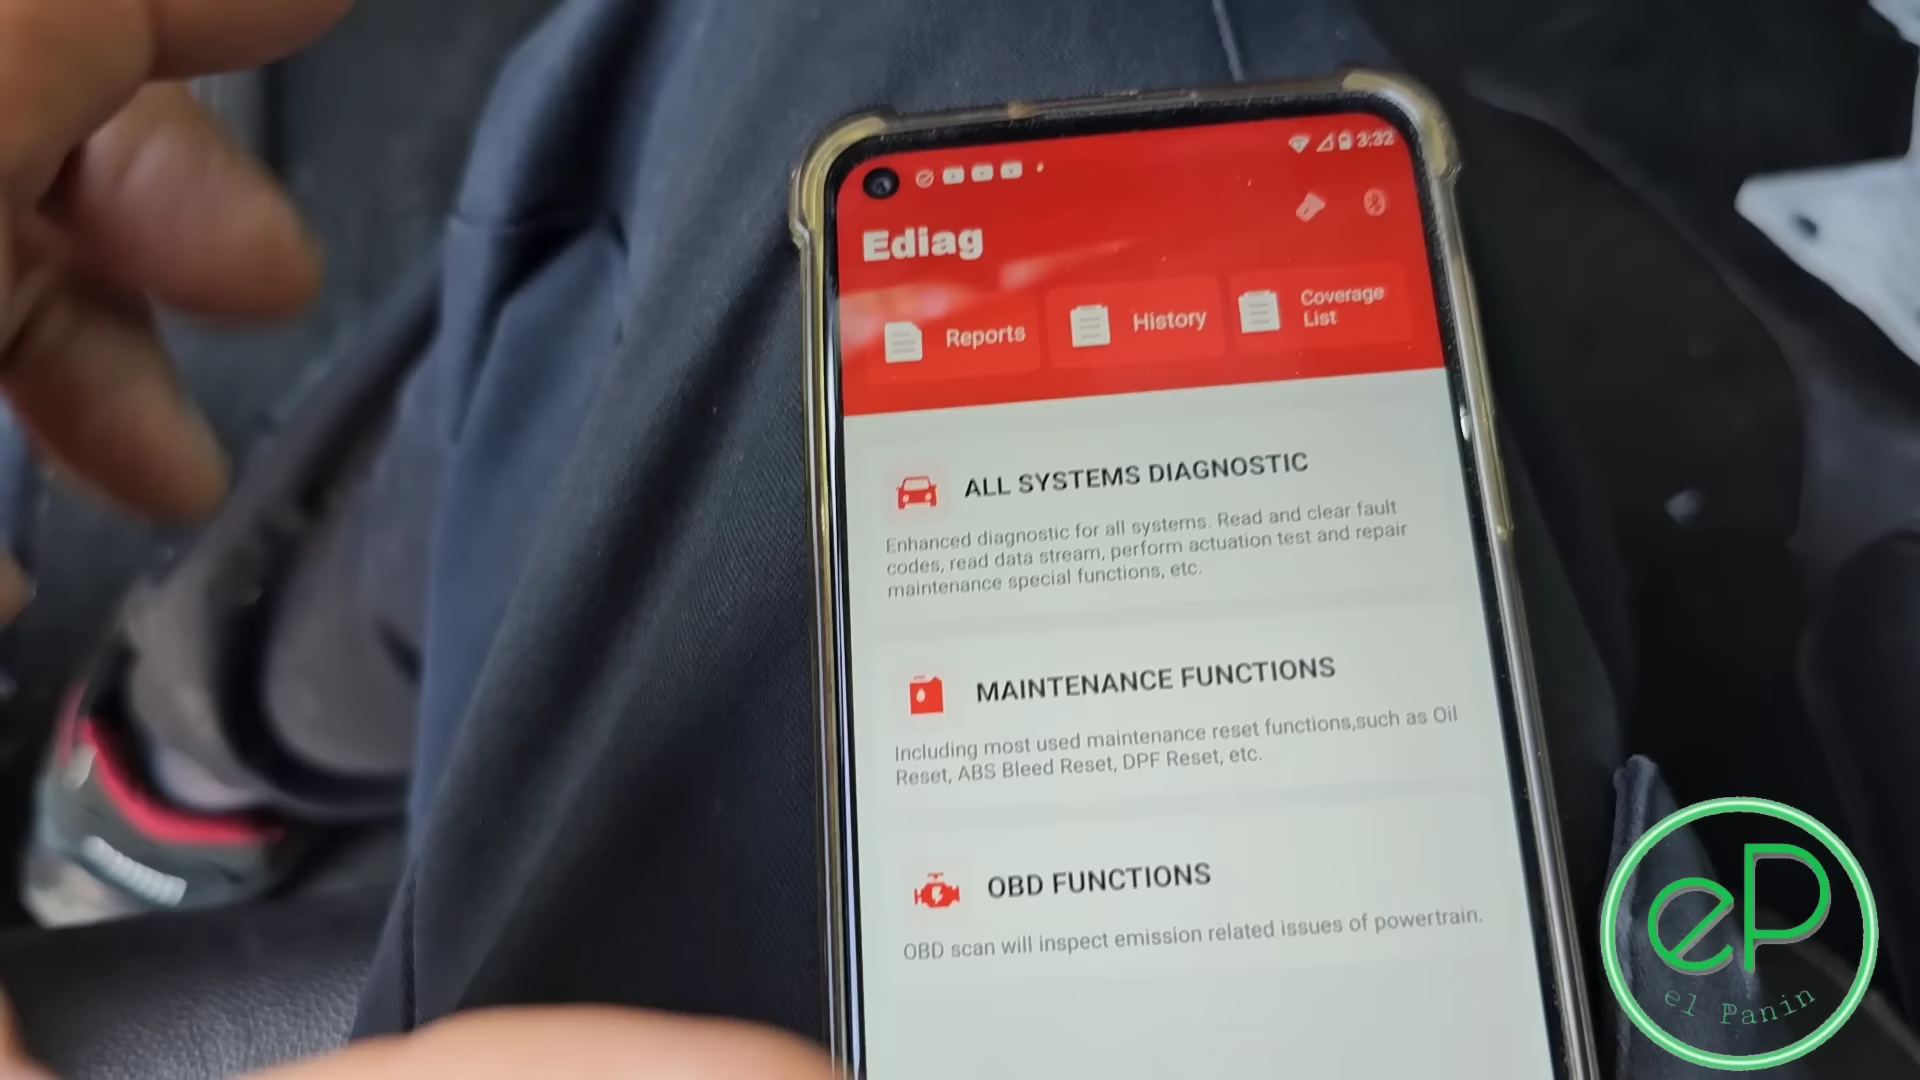 3:32
Ediag
Reports
History
Coverage
List
ALL SYSTEMS DIAGNOSTIC
Enhanced diagnostic for all systems. Read and clear fault
codes, read data stream, perform actuation test and repair
maintenance special functions, etc.
MAINTENANCE FUNCTIONS
Including most used maintenance reset functions,such as Oil
Reset, ABS Bleed Reset, DPF Reset, etc.
OBD FUNCTIONS
OBD scan will inspect emission related issues of powertrain.
eP
el Panin